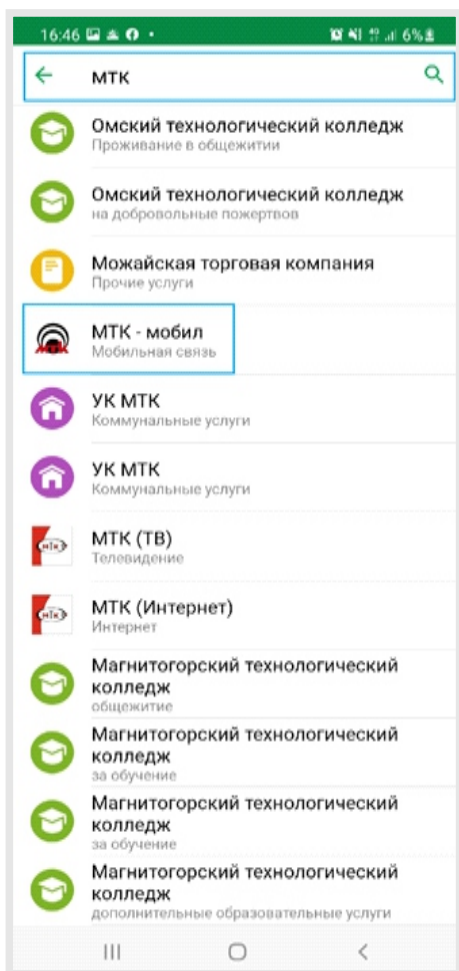 16:46 6%
МТК
Омский технологический колледж
Проживание в общежитии
Омский технологический колледж
на добровольные пожертвов
Можайская торговая компания
Прочие услуги
МТК - мобил
Мобильная связь
УК МТК
Коммунальные услуги
УК МТК
Коммунальные услуги
МТК (ТВ)
Телевидение
МТК (Интернет)
Интернет
Магнитогорский технологический
колледж
общежитие
Магнитогорский технологический
колледж
за обучение
Магнитогорский технологический
колледж
за обучение
Магнитогорский технологический
колледж
дополнительные образовательные услуги